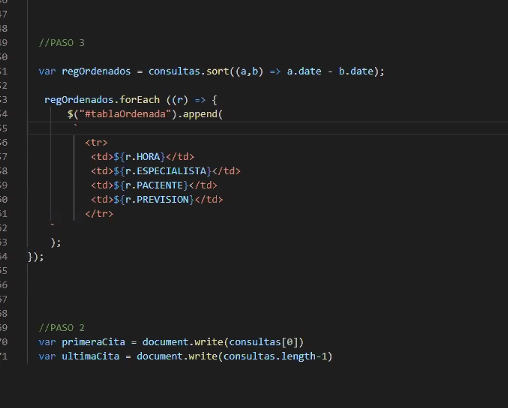 46
47
48
49 //PASO 3
50
51 var regOrdenados = consultas.sort((a,b) => a.date - b.date);
52
53 regOrdenados.forEach ((r) => {
54 $("#tablaOrdenada").append(
55 `
56 <tr>
57 <td>${r.HORA}</td>
58 <td>${r.ESPECIALISTA}</td>
59 <td>${r.PACIENTE}</td>
60 <td>${r.PREVISION}</td>
61 </tr>
62 `
63 );
64 });
65
66
67
68
69 //PASO 2
70 var primeraCita = document.write(consultas[0])
71 var ultimaCita = document.write(consultas.length-1)